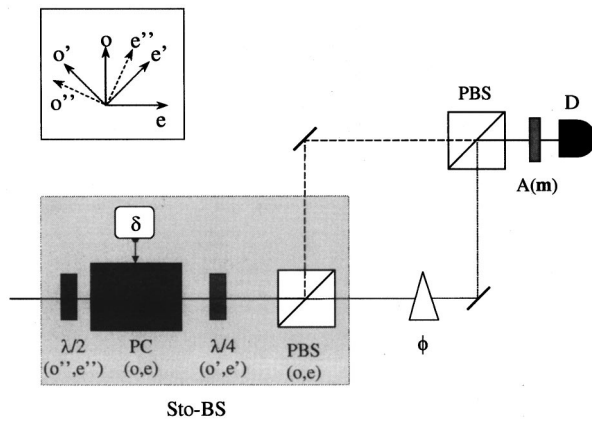 o
e''
o'
e'
o''
e
PBS
D
A(m)
δ
λ/2
PC
λ/4
PBS
ϕ
(o'',e'')
(o,e)
(o',e')
(o,e)
Sto-BS